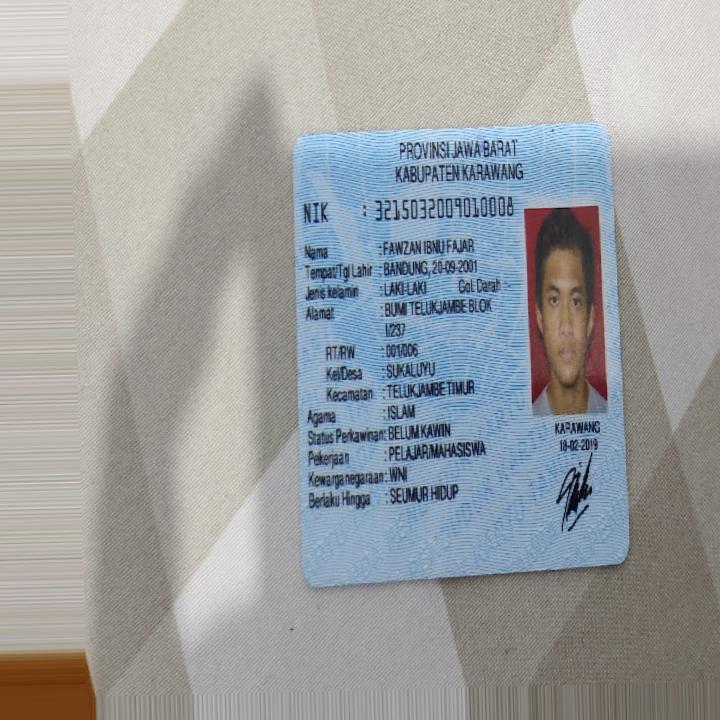 PROVINSI JAWA BARAT
KABUPATEN KARAWANG
NIK : 3215032009010008
Nama : FAWZAN IBNU FAJAR
Tempat/Tgl Lahir : BANDUNG, 20-09-2001
Jenis kelamin : LAKI-LAKI Gol. Darah :-
Alamat : BUMI TELUKJAMBE BLOK
I/237
RT/RW : 001/006
Kel/Desa : SUKALUYU
Kecamatan : TELUKJAMBE TIMUR
Agama : ISLAM
Status Perkawinan: BELUM KAWIN
Pekerjaan : PELAJAR/MAHASISWA
Kewarganegaraan: WNI
Berlaku Hingga : SEUMUR HIDUP
KARAWANG
18-02-2019